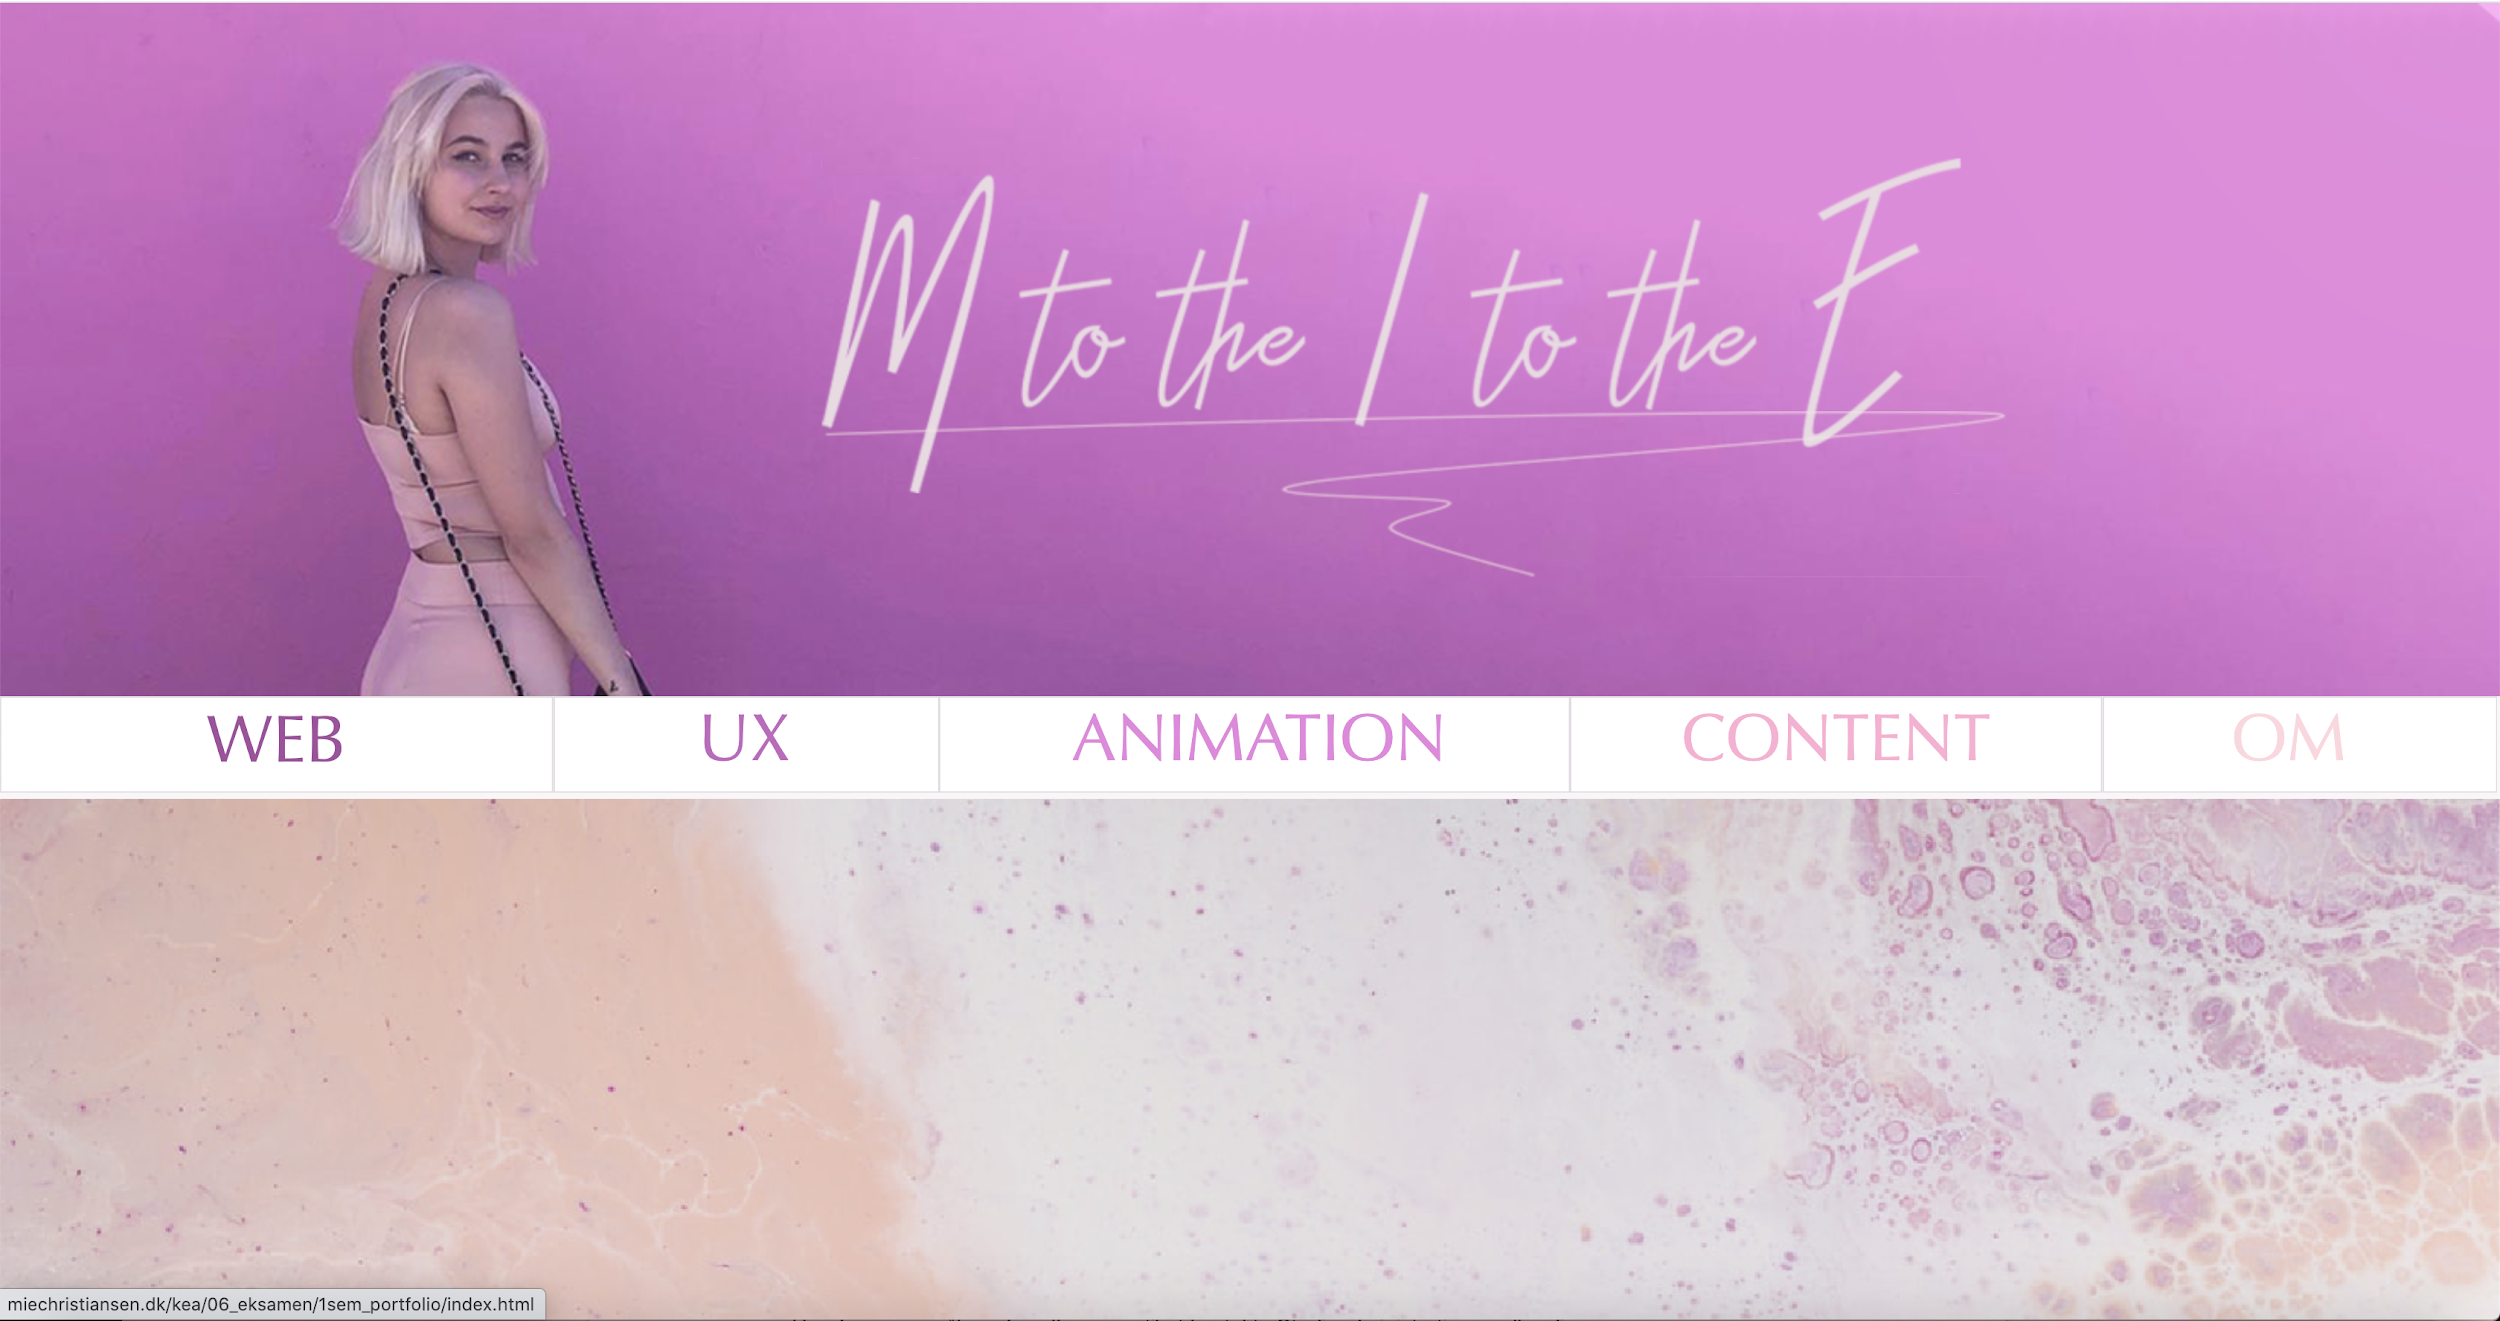 M to the I to the E
WEB UX ANIMATION CONTENT OM
miechristiansen.dk/kea/06_eksamen/1sem_portfolio/index.html